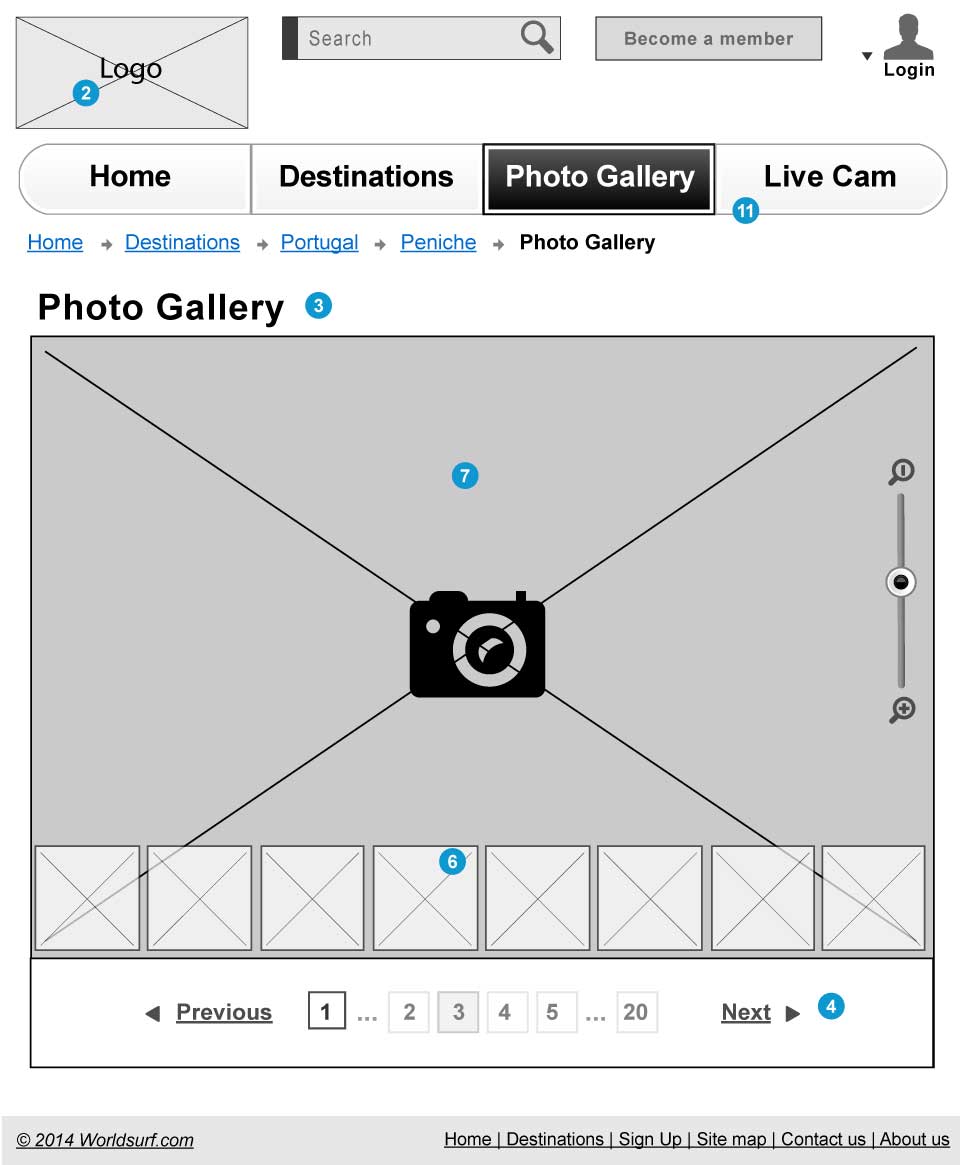 Logo
2
Search
Become a member
Login
Home Destinations Photo Gallery Live Cam
11
Home Destinations Portugal Peniche Photo Gallery
Photo Gallery 3
7
6
Previous 1 ... 2 3 4 5 ... 20 Next 4
© 2014 Worldsurf.com
Home | Destinations | Sign Up | Site map | Contact us | About us